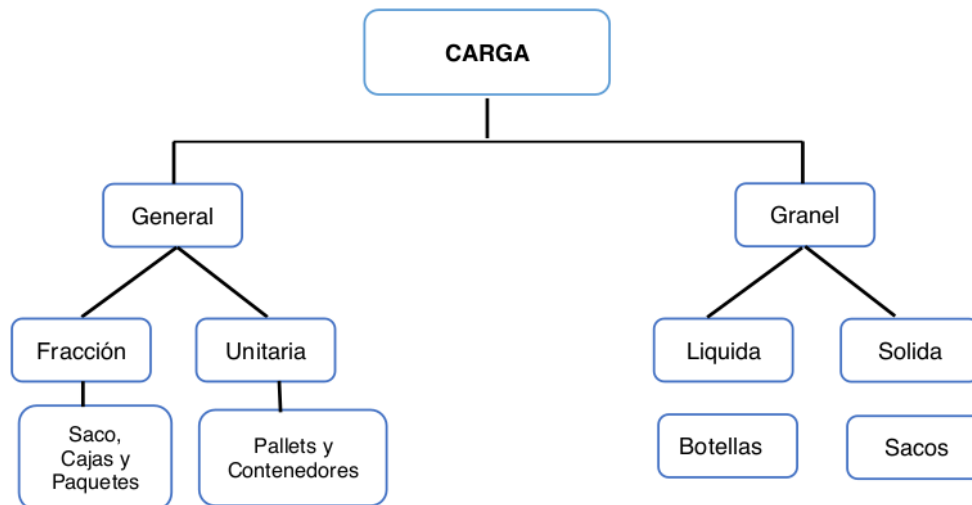 CARGA
General
Granel
Fracción
Unitaria
Liquida
Solida
Saco,
Cajas y
Paquetes
Pallets y
Contenedores
Botellas
Sacos